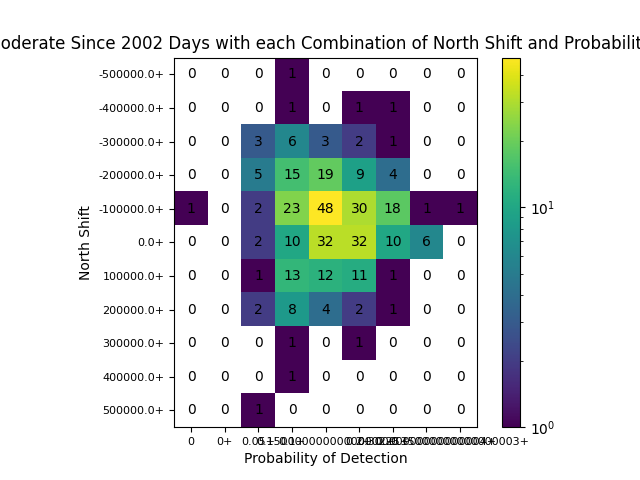 oderate Since 2002 Days with each Combination of North Shift and Probabilit
-500000.0+ 0 0 0 1 0 0 0 0 0
-400000.0+ 0 0 0 1 0 1 1 0 0
-300000.0+ 0 0 3 6 3 2 1 0 0
-200000.0+ 0 0 5 15 19 9 4 0 0
-100000.0+ 1 0 2 23 48 30 18 1 1
0.0+ 0 0 2 10 32 32 10 6 0
100000.0+ 0 0 1 13 12 11 1 0 0
200000.0+ 0 0 2 8 4 2 1 0 0
300000.0+ 0 0 0 1 0 1 0 0 0
400000.0+ 0 0 0 1 0 0 0 0 0
500000.0+ 0 0 1 0 0 0 0 0 0
0 0+
Probability of Detection
North Shift
10¹
10⁰